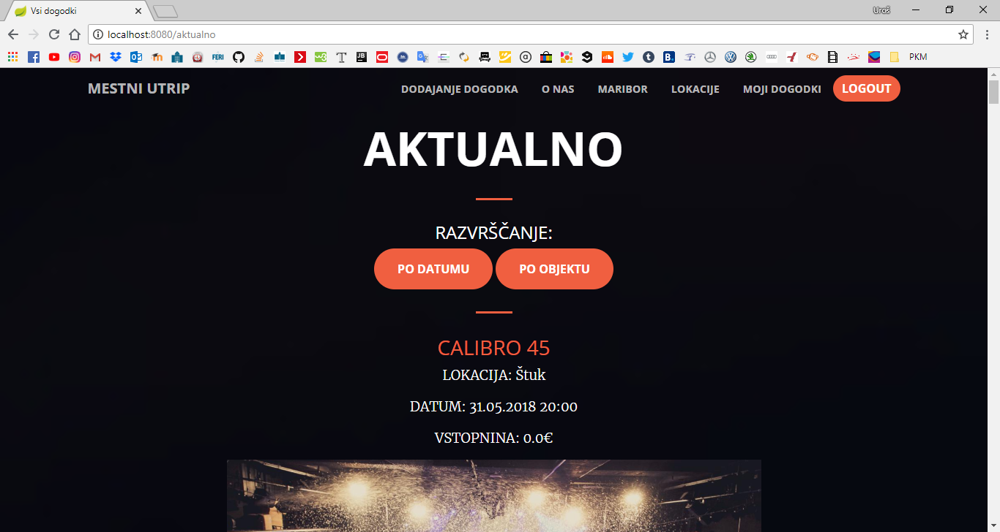 Vsi dogodki
Uroš
localhost:8080/aktualno
PKM
MESTNI UTRIP
DODAJANJE DOGODKA
O NAS
MARIBOR
LOKACIJE
MOJI DOGODKI
LOGOUT
AKTUALNO
RAZVRŠČANJE:
PO DATUMU
PO OBJEKTU
CALIBRO 45
LOKACIJA: Štuk
DATUM: 31.05.2018 20:00
VSTOPNINA: 0.0€